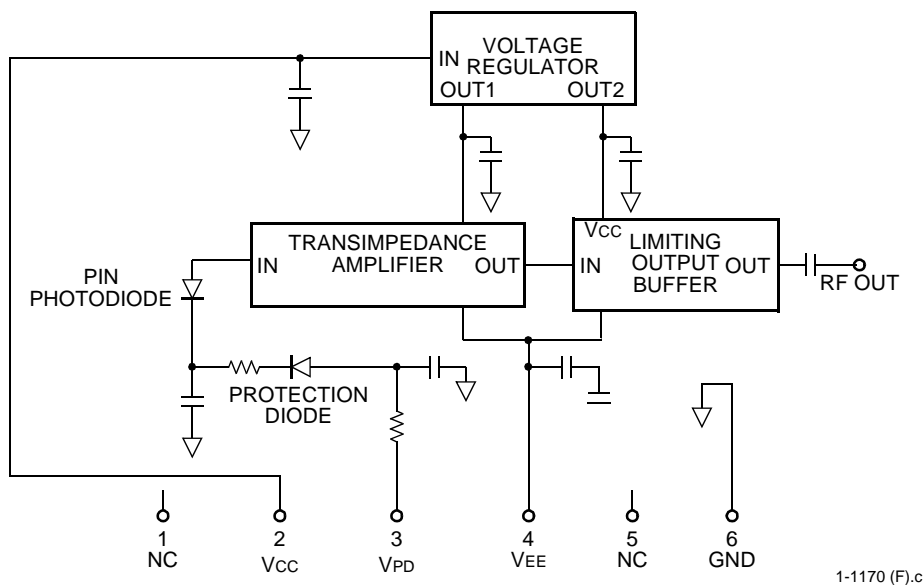 VOLTAGE
REGULATOR
IN
OUT1
OUT2
TRANSIMPEDANCE
AMPLIFIER
IN
OUT
VCC
LIMITING
OUTPUT
BUFFER
IN
OUT
RF OUT
PIN
PHOTODIODE
PROTECTION
DIODE
1
NC
2
VCC
3
VPD
4
VEE
5
NC
6
GND
1-1170 (F).c